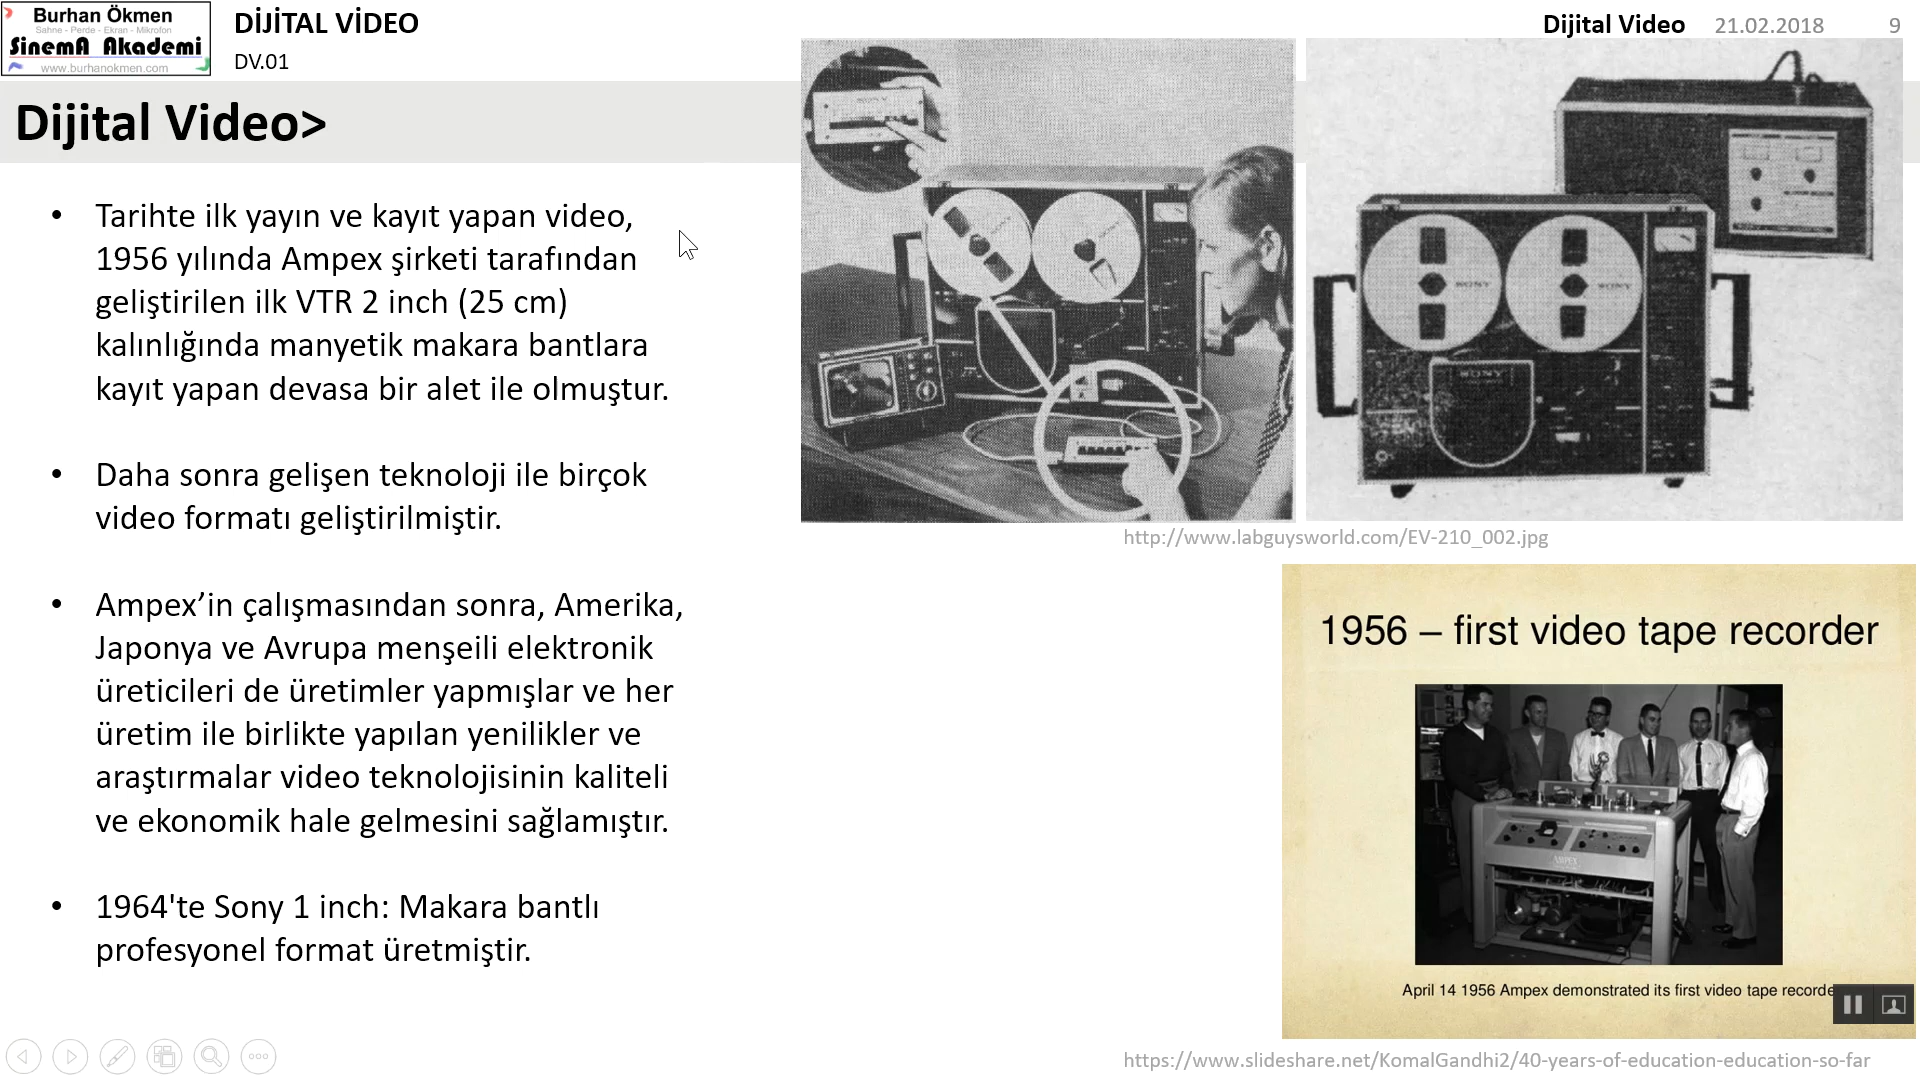 Burhan Ökmen
Sahne - Perde - Ekran - Mikrofon
SinemA Akademi
www.burhanokmen.com
DİJİTAL VİDEO
DV.01
Dijital Video 21.02.2018 9
Dijital Video>
• Tarihte ilk yayın ve kayıt yapan video,
1956 yılında Ampex şirketi tarafından
geliştirilen ilk VTR 2 inch (25 cm)
kalınlığında manyetik makara bantlara
kayıt yapan devasa bir alet ile olmuştur.
• Daha sonra gelişen teknoloji ile birçok
video formatı geliştirilmiştir.
• Ampex’in çalışmasından sonra, Amerika,
Japonya ve Avrupa menşeili elektronik
üreticileri de üretimler yapmışlar ve her
üretim ile birlikte yapılan yenilikler ve
araştırmalar video teknolojisinin kaliteli
ve ekonomik hale gelmesini sağlamıştır.
• 1964'te Sony 1 inch: Makara bantlı
profesyonel format üretmiştir.
SONY
SONY
SONY
SONY
http://www.labguysworld.com/EV-210_002.jpg
1956 – first video tape recorder
AMPEX
April 14 1956 Ampex demonstrated its first video tape recorde
https://www.slideshare.net/KomalGandhi2/40-years-of-education-education-so-far